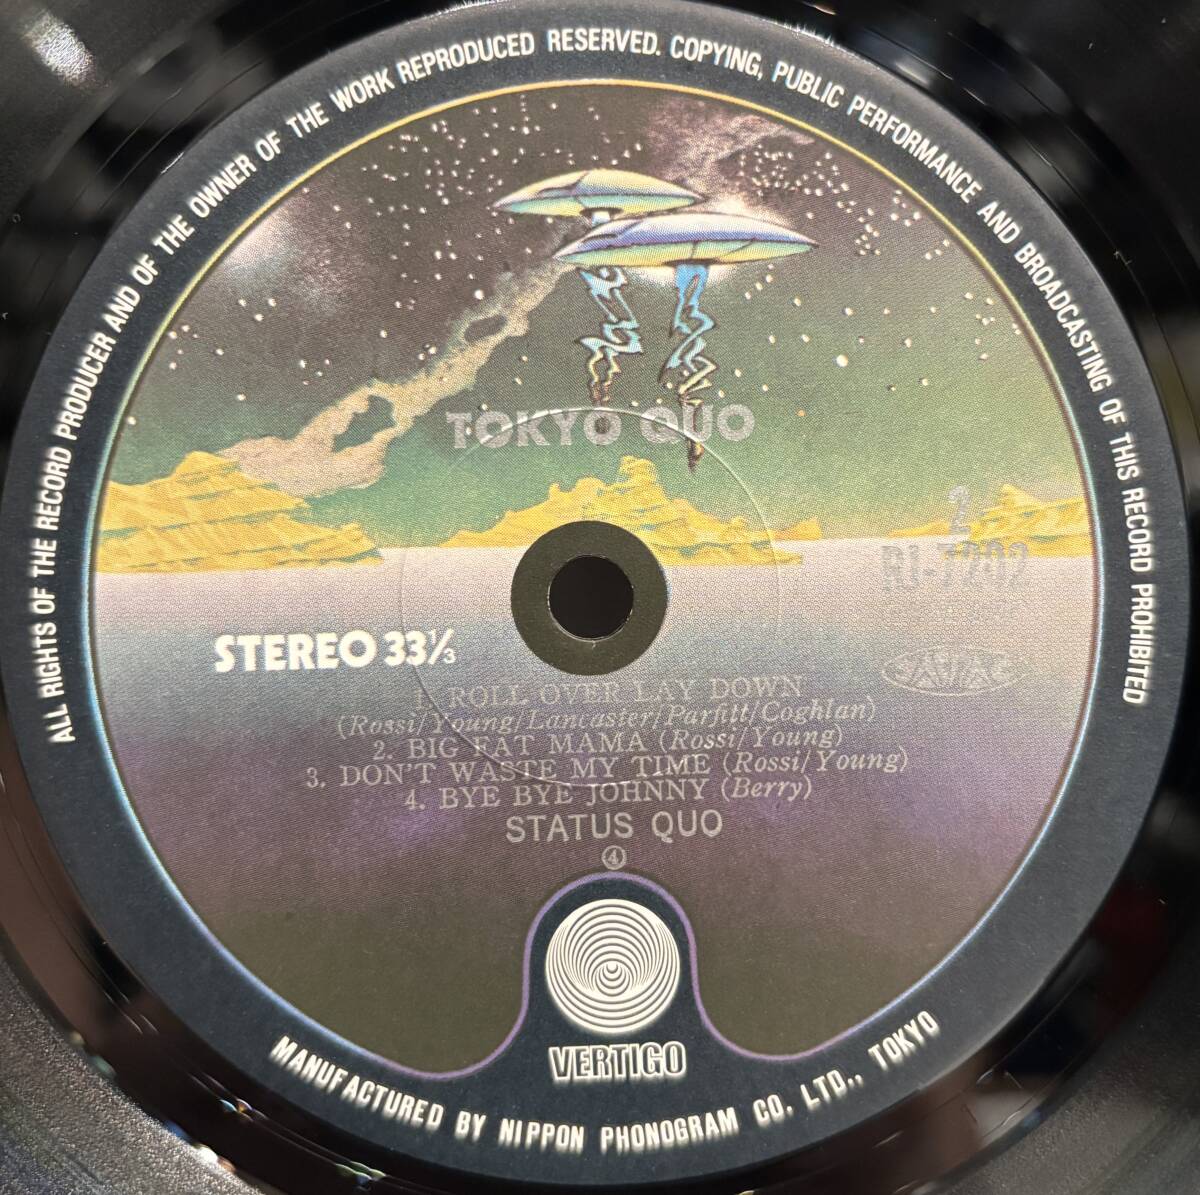 ALL RIGHTS OF THE RECORD PRODUCER AND OF THE OWNER OF THE WORK REPRODUCED RESERVED. COPYING, PUBLIC PERFORMANCE AND BROADCASTING OF THIS RECORD PROHIBITED
TOKYO QUO
2
RJ-7202
STEREO 33⅓
1. ROLL OVER LAY DOWN
(Rossi/Young/Lancaster/Parfitt/Coghlan)
2. BIG FAT MAMA (Rossi/Young)
3. DON'T WASTE MY TIME (Rossi/Young)
4. BYE BYE JOHNNY (Berry)
STATUS QUO
④
VERTIGO
MANUFACTURED BY NIPPON PHONOGRAM CO. LTD., TOKYO